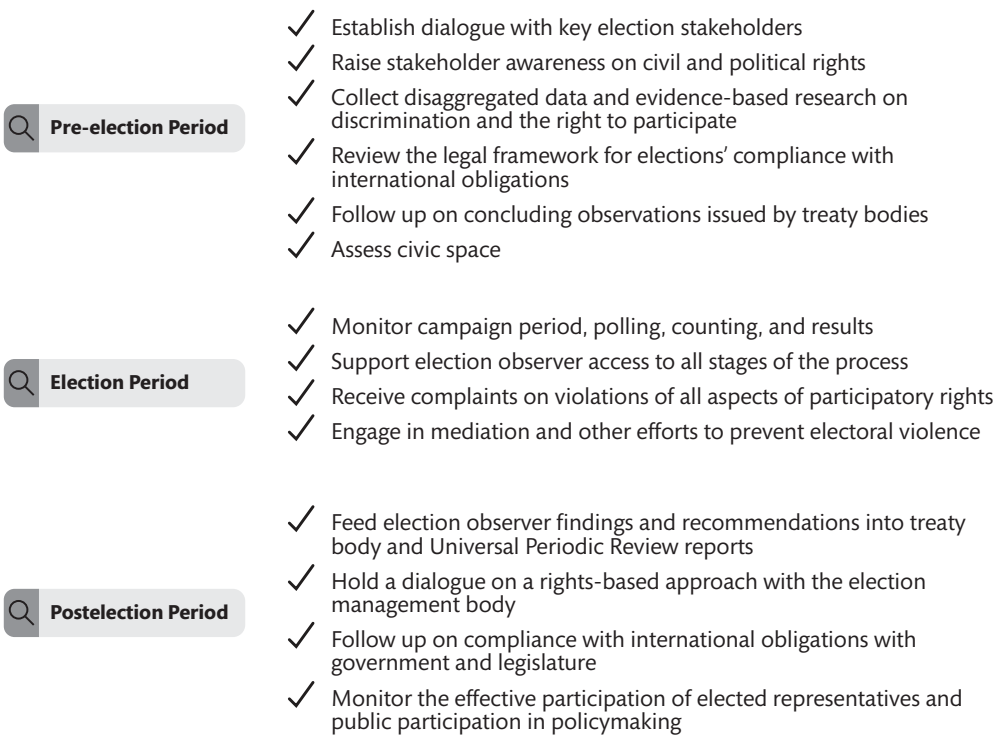 Pre-election Period
Establish dialogue with key election stakeholders
Raise stakeholder awareness on civil and political rights
Collect disaggregated data and evidence-based research on
discrimination and the right to participate
Review the legal framework for elections’ compliance with
international obligations
Follow up on concluding observations issued by treaty bodies
Assess civic space
Election Period
Monitor campaign period, polling, counting, and results
Support election observer access to all stages of the process
Receive complaints on violations of all aspects of participatory rights
Engage in mediation and other efforts to prevent electoral violence
Postelection Period
Feed election observer findings and recommendations into treaty
body and Universal Periodic Review reports
Hold a dialogue on a rights-based approach with the election
management body
Follow up on compliance with international obligations with
government and legislature
Monitor the effective participation of elected representatives and
public participation in policymaking